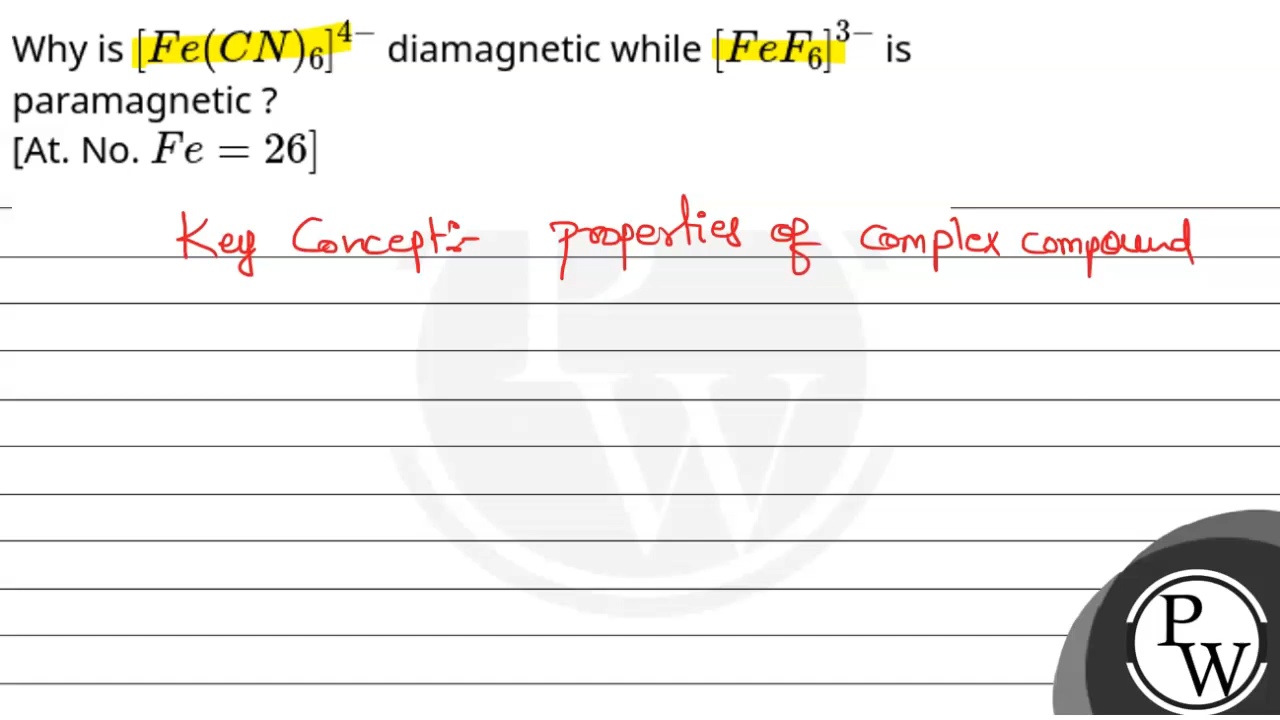 Why is [Fe(CN)₆]⁴⁻ diamagnetic while [FeF₆]³⁻ is
paramagnetic ?
[At. No. Fe = 26]
Key Concept:- properties of complex compound
P
W
P
W